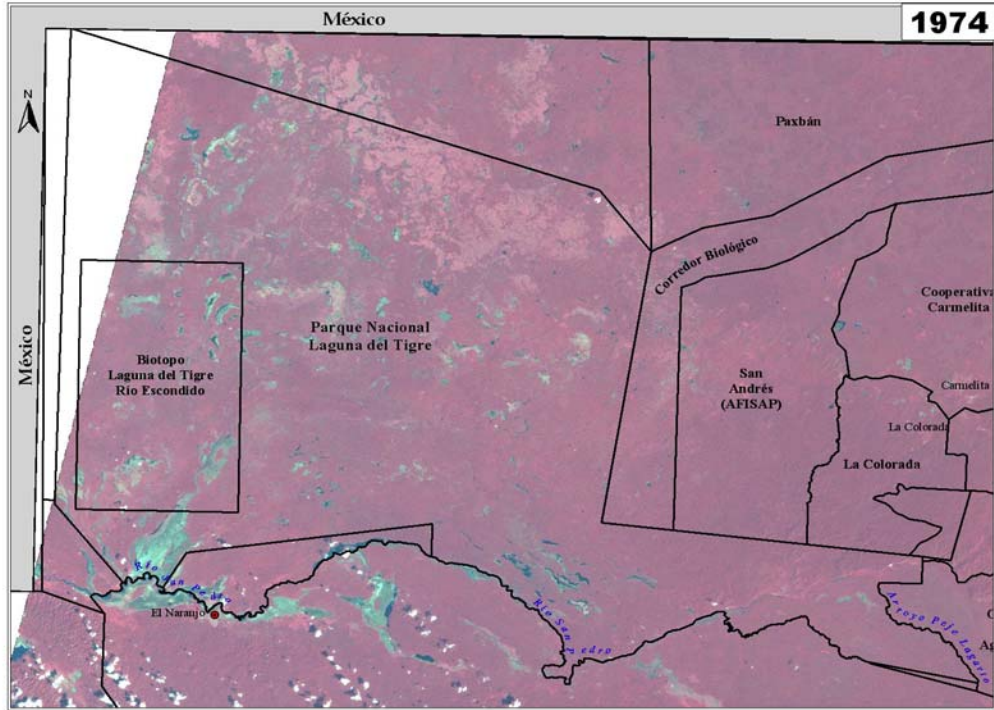 México
1974
N
Paxbán
Corredor Biológico
Cooperativa
Carmelita
Parque Nacional
Laguna del Tigre
México
Biotopo
Laguna del Tigre
Río Escondido
San
Andrés
(AFISAP)
Carmelita
La Colorada
La Colorada
Río San Pedro
El Naranjo
Río San Pedro
Arroyo Pejo Lagarto